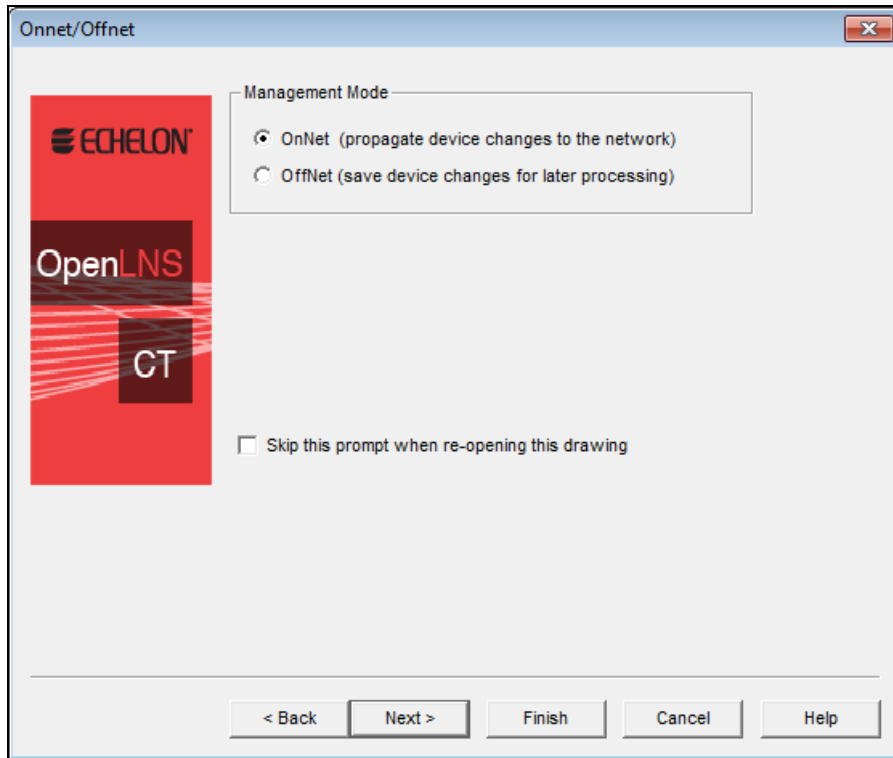 Onnet/Offnet
ECHELON
OpenLNS
CT
Management Mode
OnNet (propagate device changes to the network)
OffNet (save device changes for later processing)
Skip this prompt when re-opening this drawing
< Back
Next >
Finish
Cancel
Help